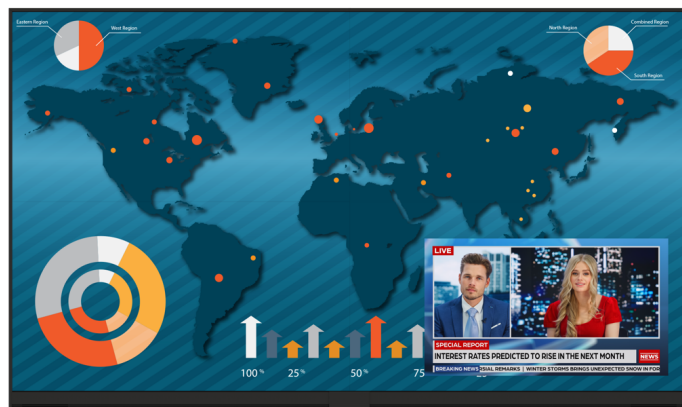 Eastern Region
West Region
North Region
Combined Region
South Region
LIVE
SPECIAL REPORT
INTEREST RATES PREDICTED TO RISE IN THE NEXT MONTH
NEWS
BREAKING NEWS RSIAL REMARKS | WINTER STORMS BRINGS UNEXPECTED SNOW IN FOR
100 % 25 % 50 % 75